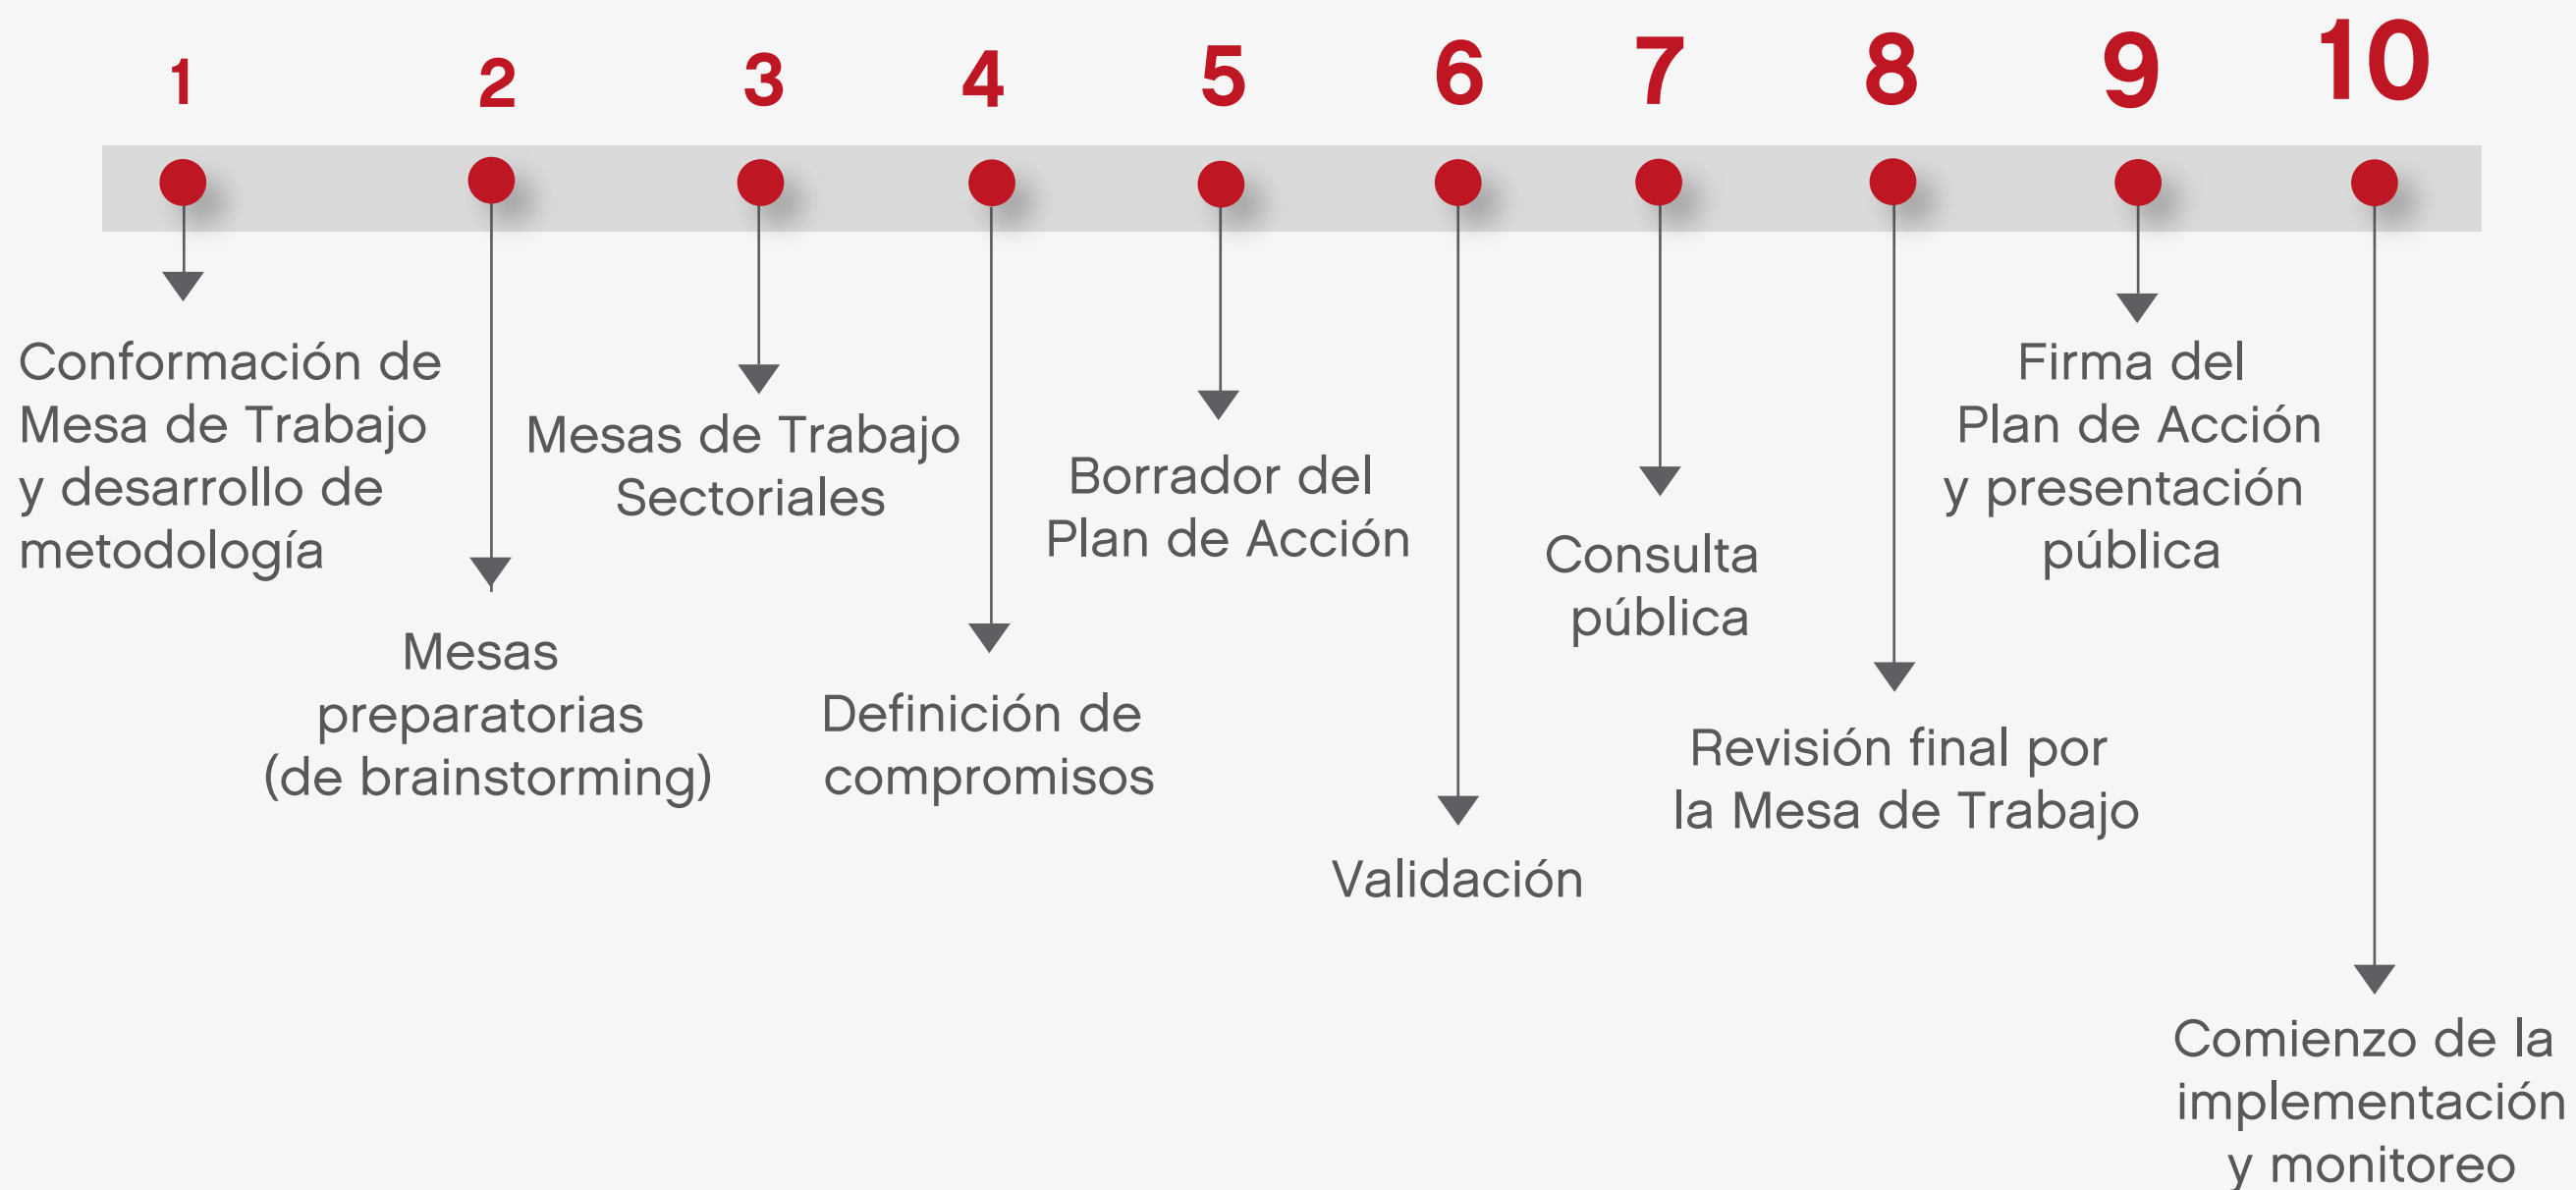 1
2
3
4
5
6
7
8
9
10
Conformación de
Mesa de Trabajo
y desarrollo de
metodología
Mesas
preparatorias
(de brainstorming)
Mesas de Trabajo
Sectoriales
Definición de
compromisos
Borrador del
Plan de Acción
Validación
Consulta
pública
Revisión final por
la Mesa de Trabajo
Firma del
Plan de Acción
y presentación
pública
Comienzo de la
implementación
y monitoreo